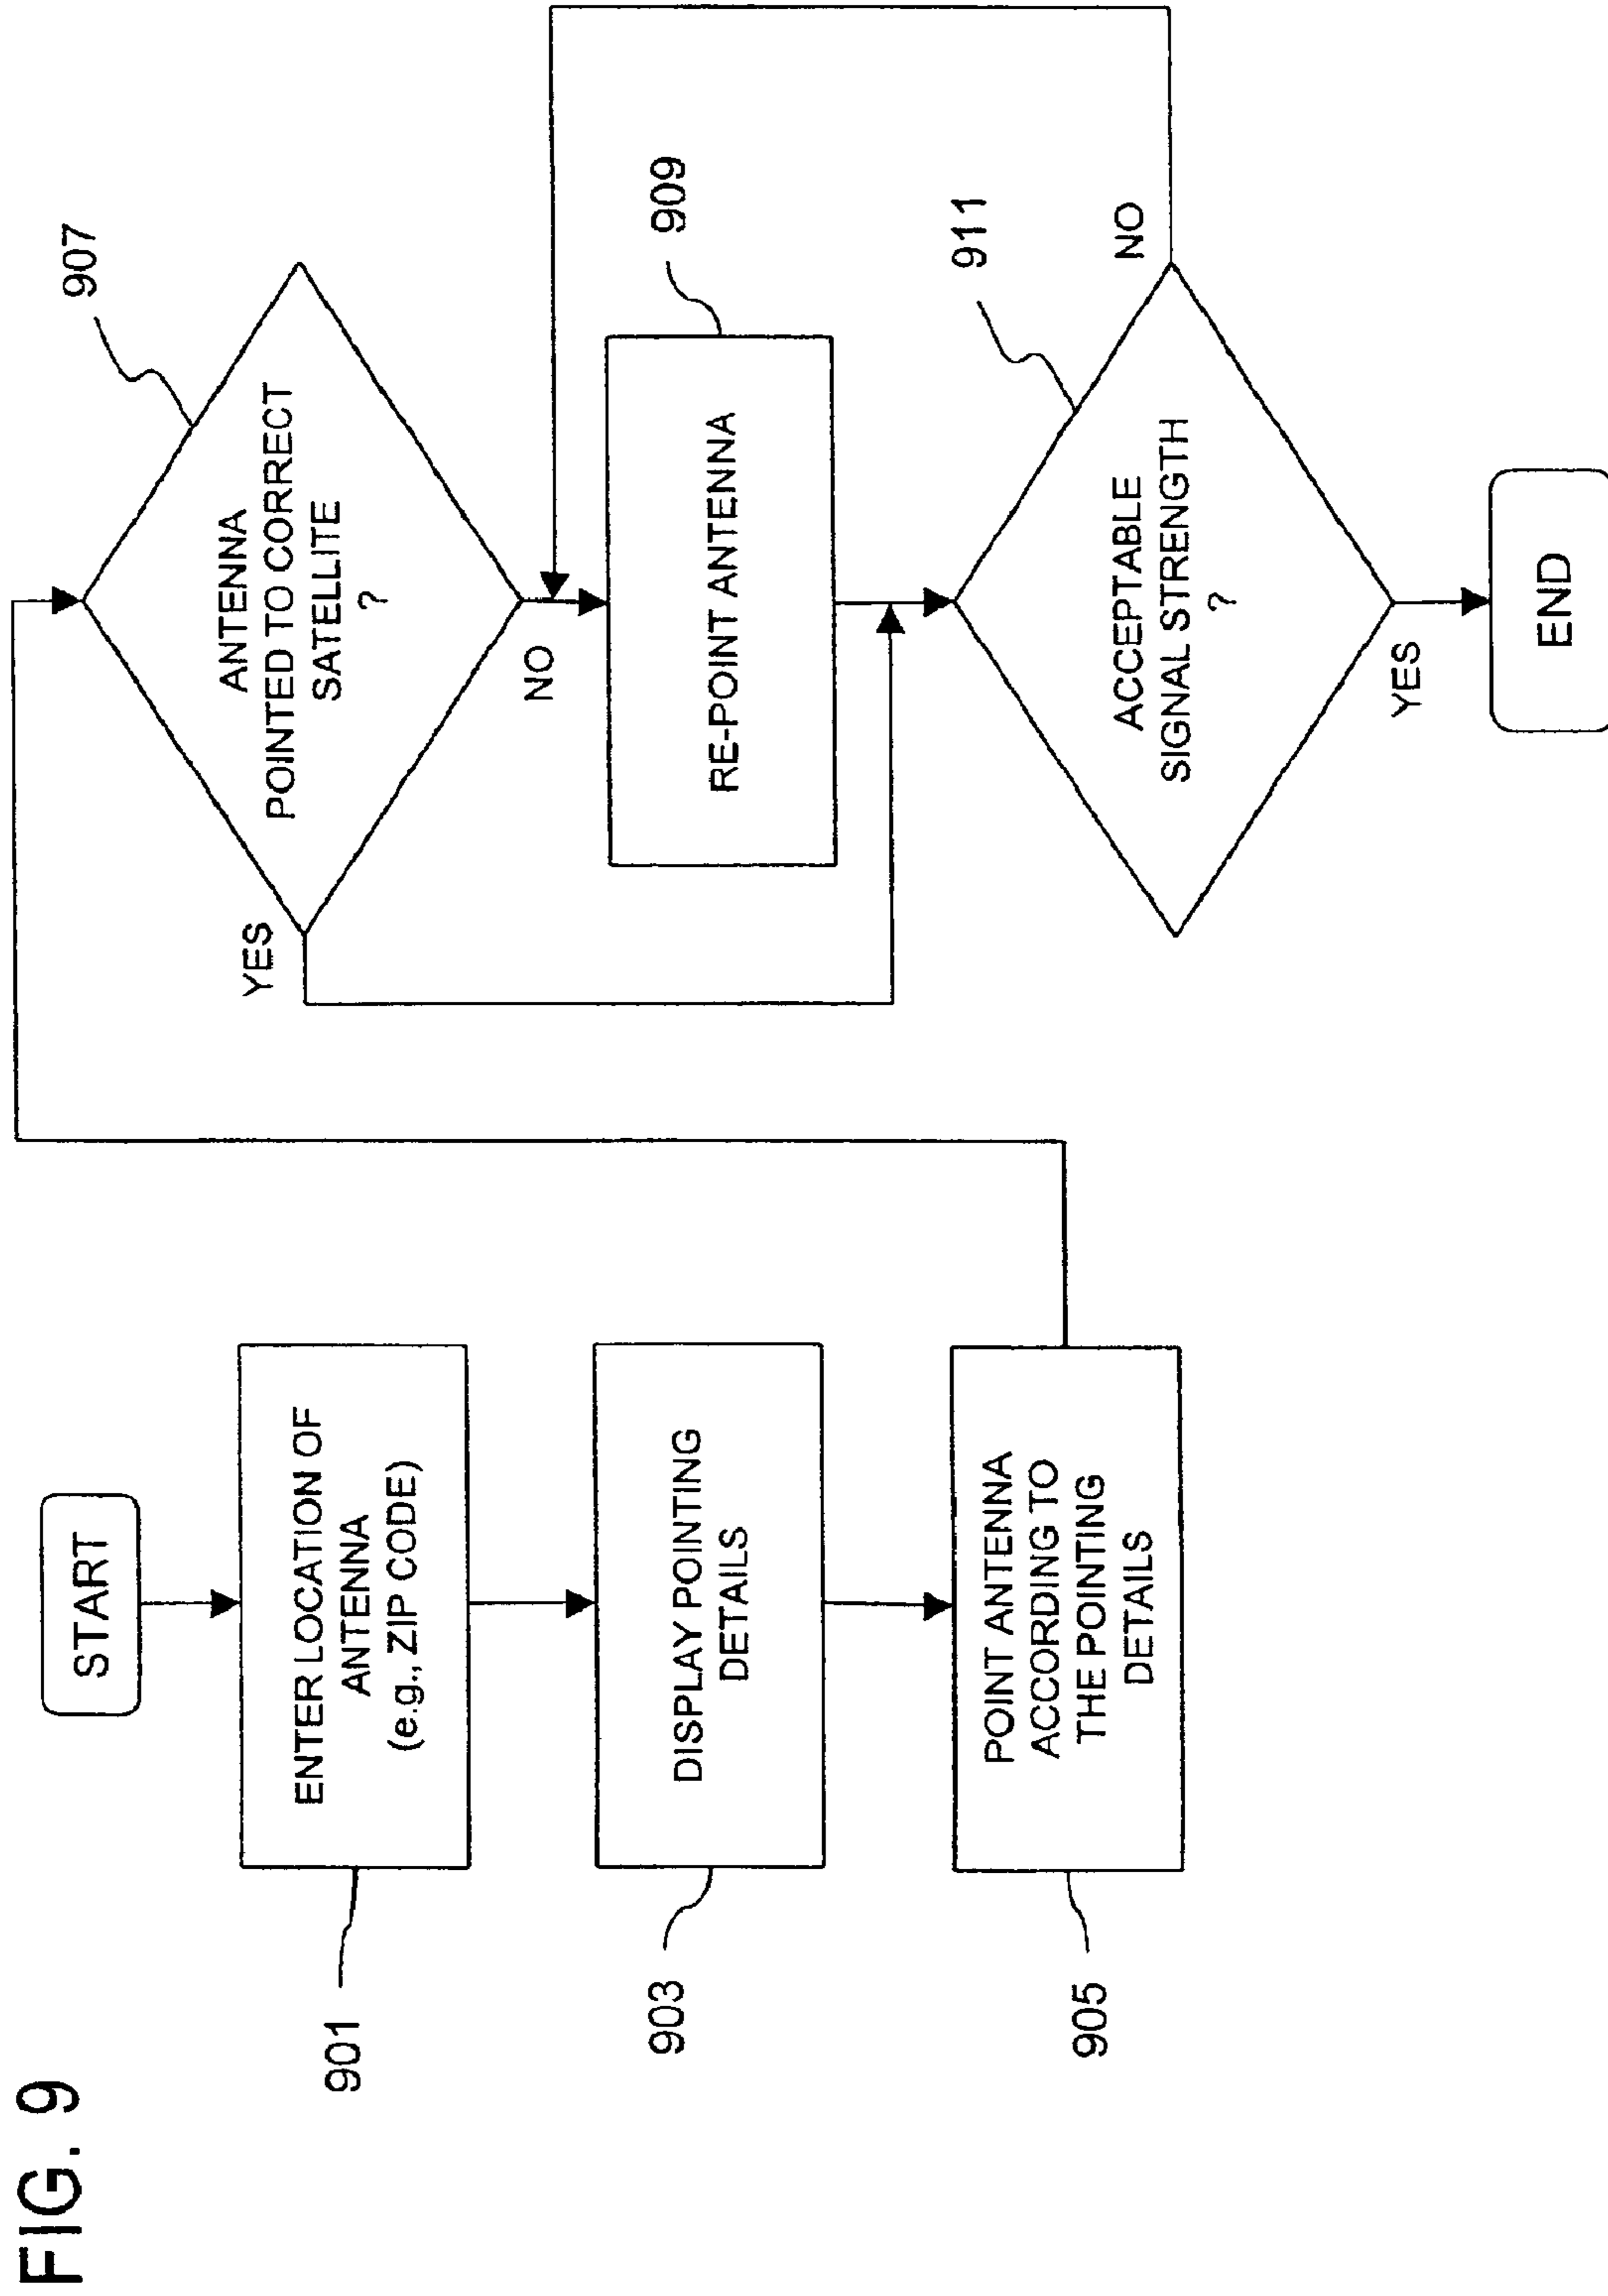 FIG. 9
START
ENTER LOCATION OF
ANTENNA
(e.g., ZIP CODE)
901
DISPLAY POINTING
DETAILS
903
POINT ANTENNA
ACCORDING TO
THE POINTING
DETAILS
905
907
ANTENNA
POINTED TO CORRECT
SATELLITE
?
YES
NO
909
RE-POINT ANTENNA
911
ACCEPTABLE
SIGNAL STRENGTH
?
NO
YES
END